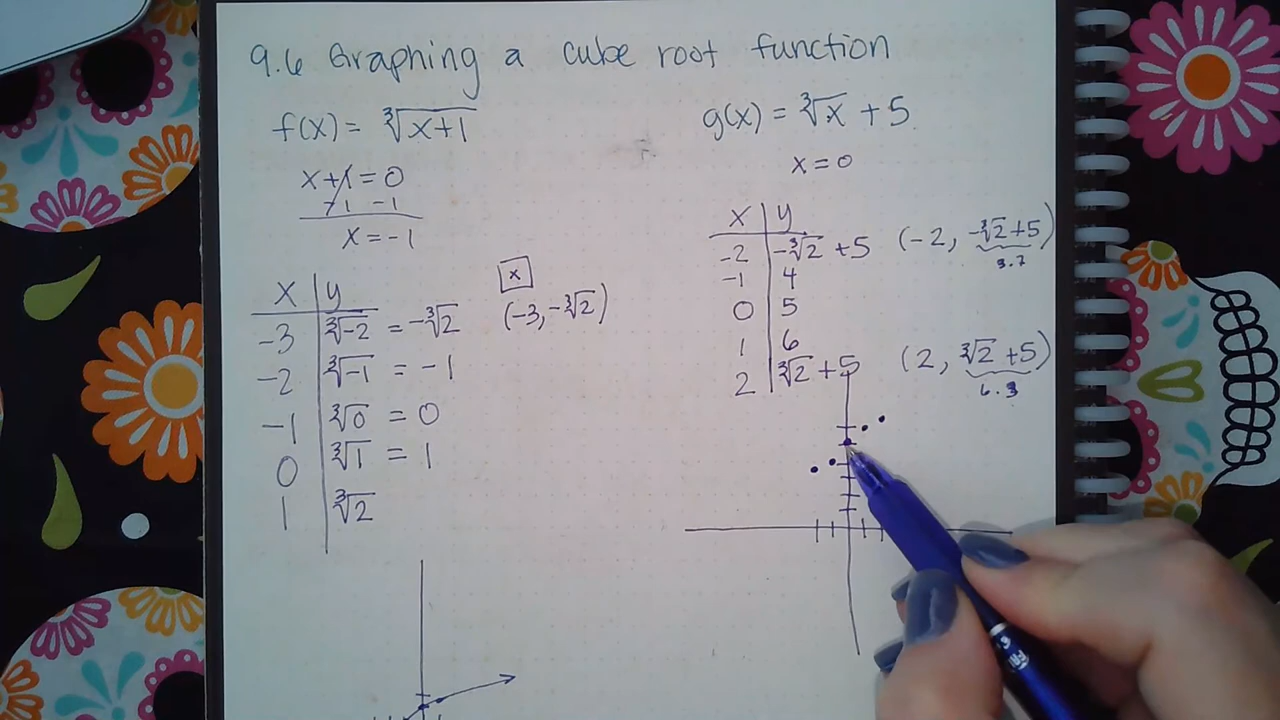 9.6 Graphing a cube root function
f(x) = ∛(x+1)
x+1 = 0
-1 -1
x = -1
x | y
-3 | ∛-2 = -∛2
-2 | ∛-1 = -1
-1 | ∛0 = 0
0 | ∛1 = 1
1 | ∛2
x
(-3, -∛2)
g(x) = ∛x + 5
x = 0
x | y
-2 | -∛2 + 5
-1 | 4
0 | 5
1 | 6
2 | ∛2 + 5
(-2, -∛2 + 5)
3.7
(2, ∛2 + 5)
6.3